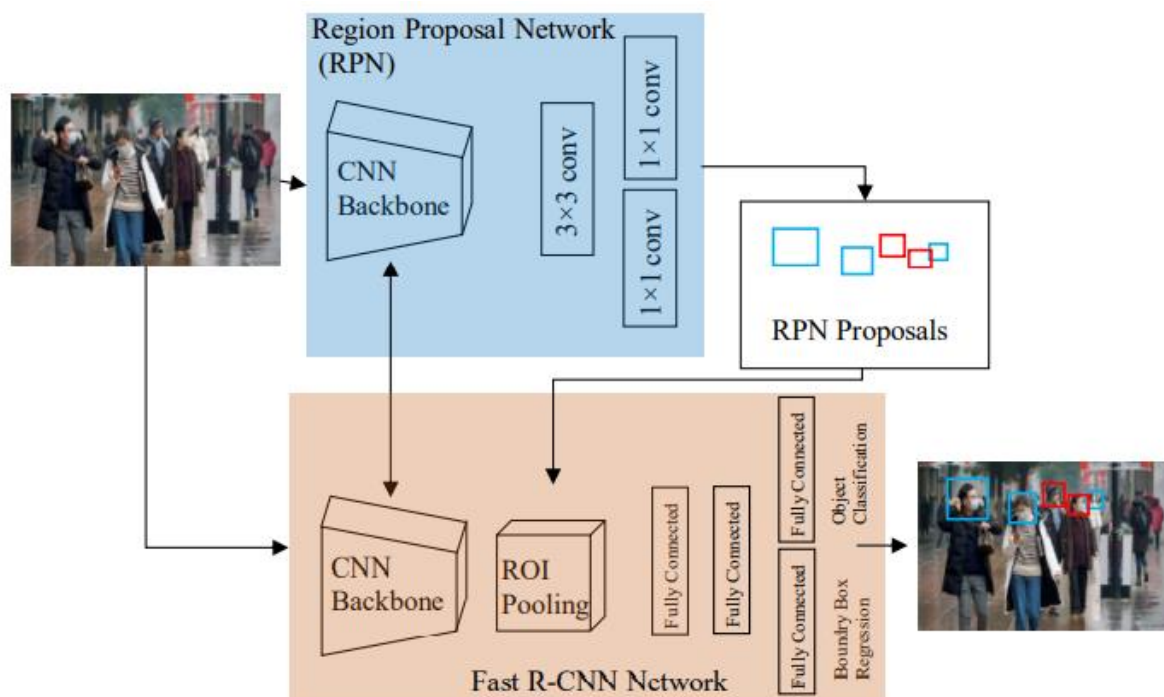 Region Proposal Network
(RPN)
CNN
Backbone
3×3 conv
1×1 conv
1×1 conv
RPN Proposals
CNN
Backbone
ROI
Pooling
Fully Connected
Fully Connected
Fully Connected
Object
Classification
Fully Connected
Boundry Box
Regression
Fast R-CNN Network